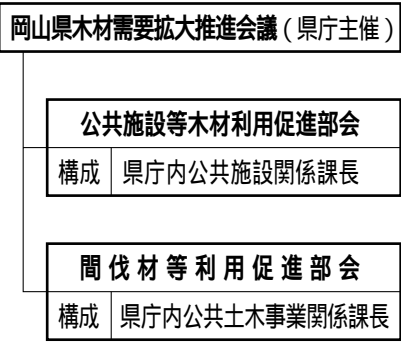 岡山県木材需要拡大推進会議（県庁主催）
公共施設等木材利用促進部会
構成 県庁内公共施設関係課長
間伐材等利用促進部会
構成 県庁内公共土木事業関係課長